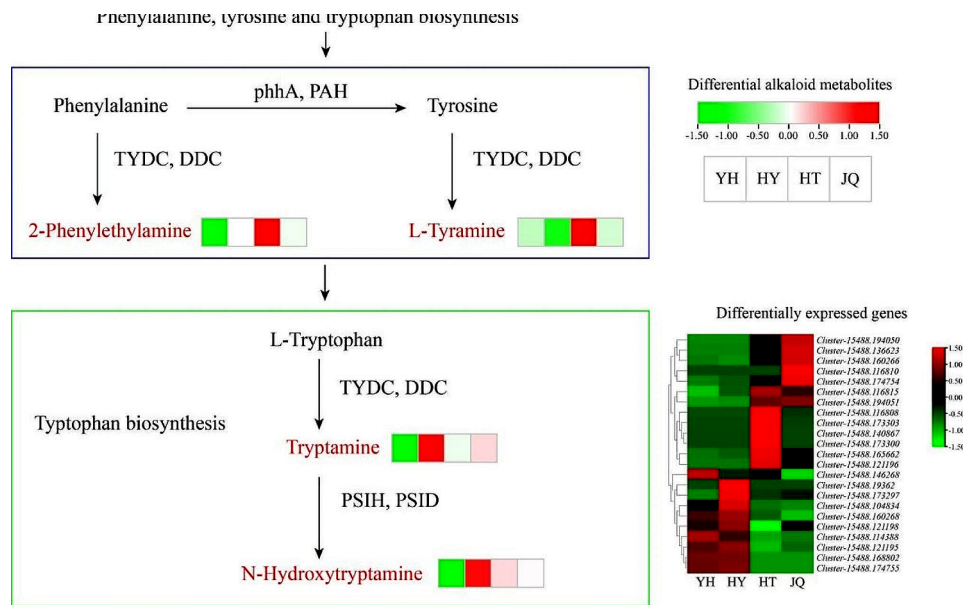 Phenylalanine, tyrosine and tryptophan biosynthesis
Phenylalanine
phhA, PAH
Tyrosine
TYDC, DDC
TYDC, DDC
2-Phenylethylamine
L-Tyramine
Differential alkaloid metabolites
-1.50 -1.00 -0.50 0.00 0.50 1.00 1.50
YH HY HT JQ
L-Tryptophan
TYDC, DDC
Typtophan biosynthesis
Tryptamine
PSIH, PSID
N-Hydroxytryptamine
Differentially expressed genes
Cluster-15488.194050
Cluster-15488.136623
Cluster-15488.160266
Cluster-15488.116810
Cluster-15488.174754
Cluster-15488.116815
Cluster-15488.194051
Cluster-15488.116808
Cluster-15488.173303
Cluster-15488.140867
Cluster-15488.173300
Cluster-15488.165662
Cluster-15488.121196
Cluster-15488.146268
Cluster-15488.19362
Cluster-15488.173297
Cluster-15488.104834
Cluster-15488.160268
Cluster-15488.121198
Cluster-15488.114388
Cluster-15488.121195
Cluster-15488.168802
Cluster-15488.174755
YH HY HT JQ
1.50
1.00
0.50
0.00
-0.50
-1.00
-1.50